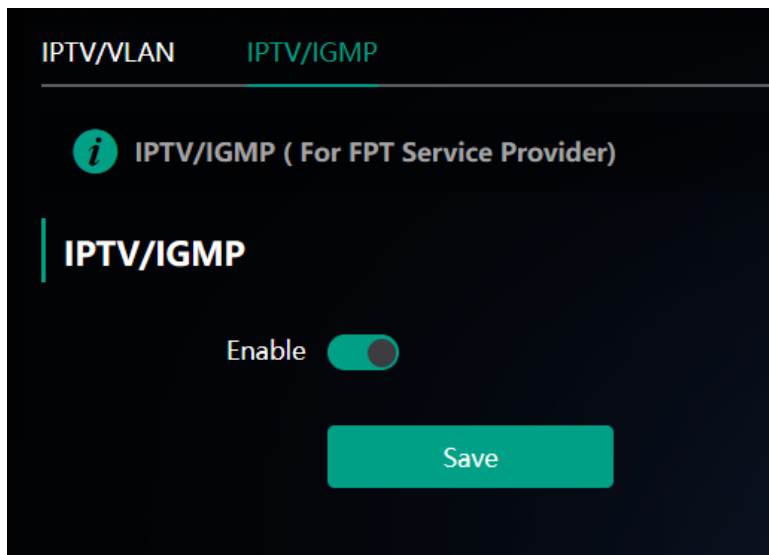 IPTV/VLAN IPTV/IGMP
IPTV/IGMP ( For FPT Service Provider)
IPTV/IGMP
Enable
Save